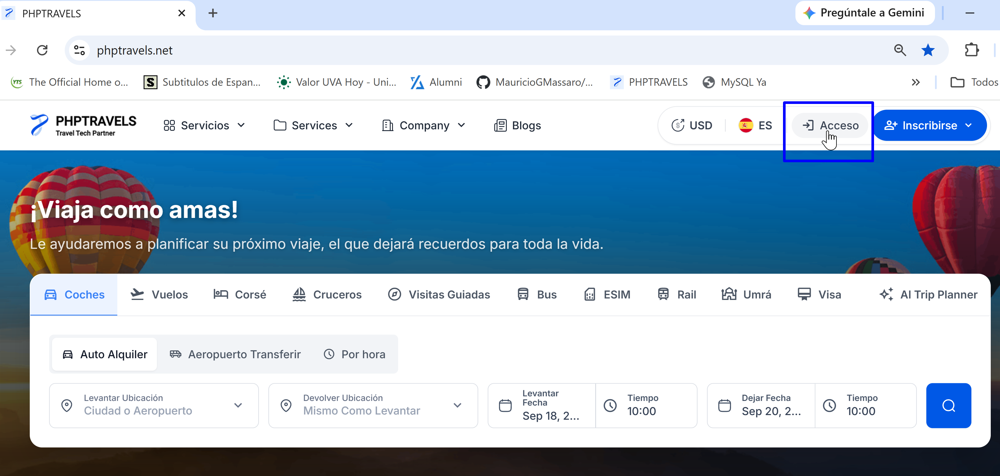 PHPTRAVELS
Pregúntale a Gemini
phptravels.net
YTS The Official Home o...
S Subtitulos de Espan...
Valor UVA Hoy - Uni...
Alumni
MauricioGMassaro/...
PHPTRAVELS
MySQL Ya
Todos
PHPTRAVELS
Travel Tech Partner
Servicios
Services
Company
Blogs
USD
ES
Acceso
Inscribirse
¡Viaja como amas!
Le ayudaremos a planificar su próximo viaje, el que dejará recuerdos para toda la vida.
Coches
Vuelos
Corsé
Cruceros
Visitas Guiadas
Bus
ESIM
Rail
Umrá
Visa
AI Trip Planner
Auto Alquiler
Aeropuerto Transferir
Por hora
Levantar Ubicación
Ciudad o Aeropuerto
Devolver Ubicación
Mismo Como Levantar
Levantar
Fecha
Sep 18, 2...
Tiempo
10:00
Dejar Fecha
Sep 20, 2...
Tiempo
10:00